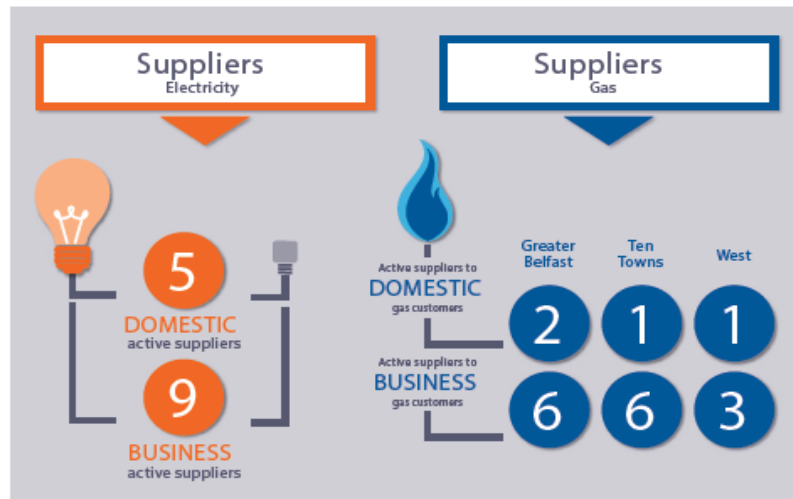 Suppliers
Electricity
5
DOMESTIC
active suppliers
9
BUSINESS
active suppliers
Suppliers
Gas
Greater
Belfast
Ten
Towns
West
Active suppliers to
DOMESTIC
gas customers
2 1 1
Active suppliers to
BUSINESS
gas customers
6 6 3